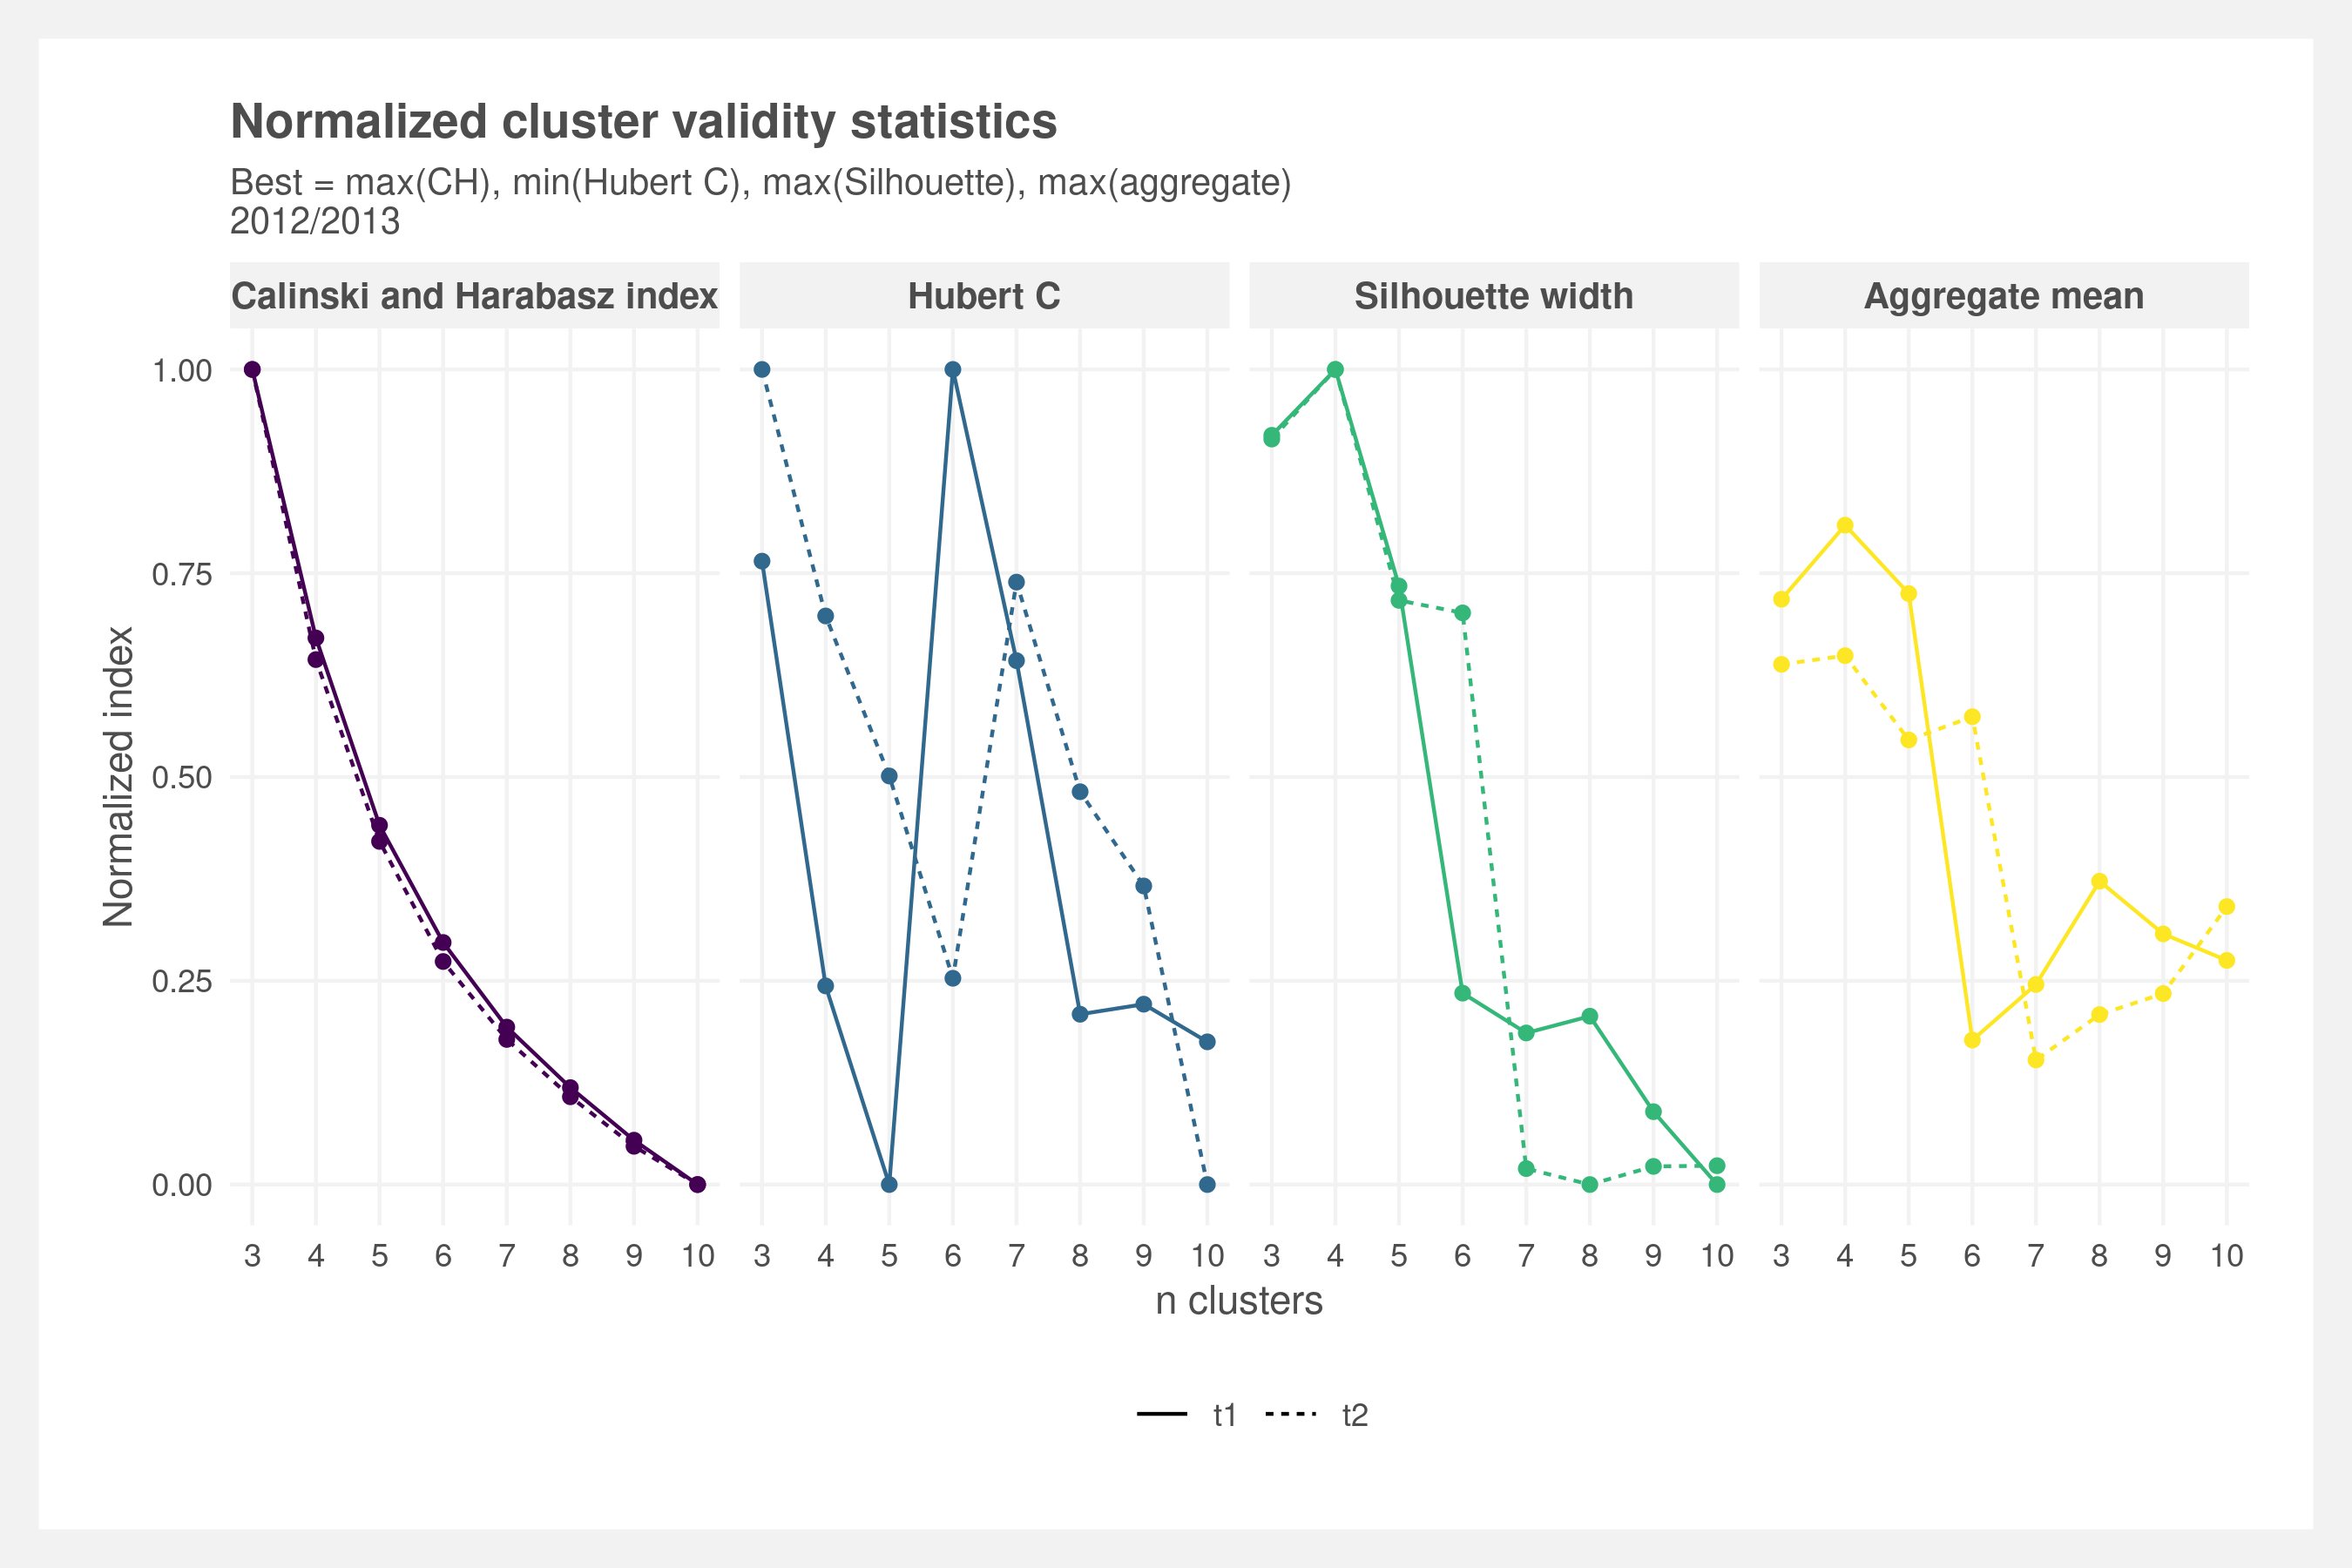 Normalized cluster validity statistics
Best = max(CH), min(Hubert C), max(Silhouette), max(aggregate)
2012/2013
Calinski and Harabasz index
Hubert C
Silhouette width
Aggregate mean
Normalized index
1.00
0.75
0.50
0.25
0.00
3 4 5 6 7 8 9 10
3 4 5 6 7 8 9 10
3 4 5 6 7 8 9 10
3 4 5 6 7 8 9 10
n clusters
t1 t2